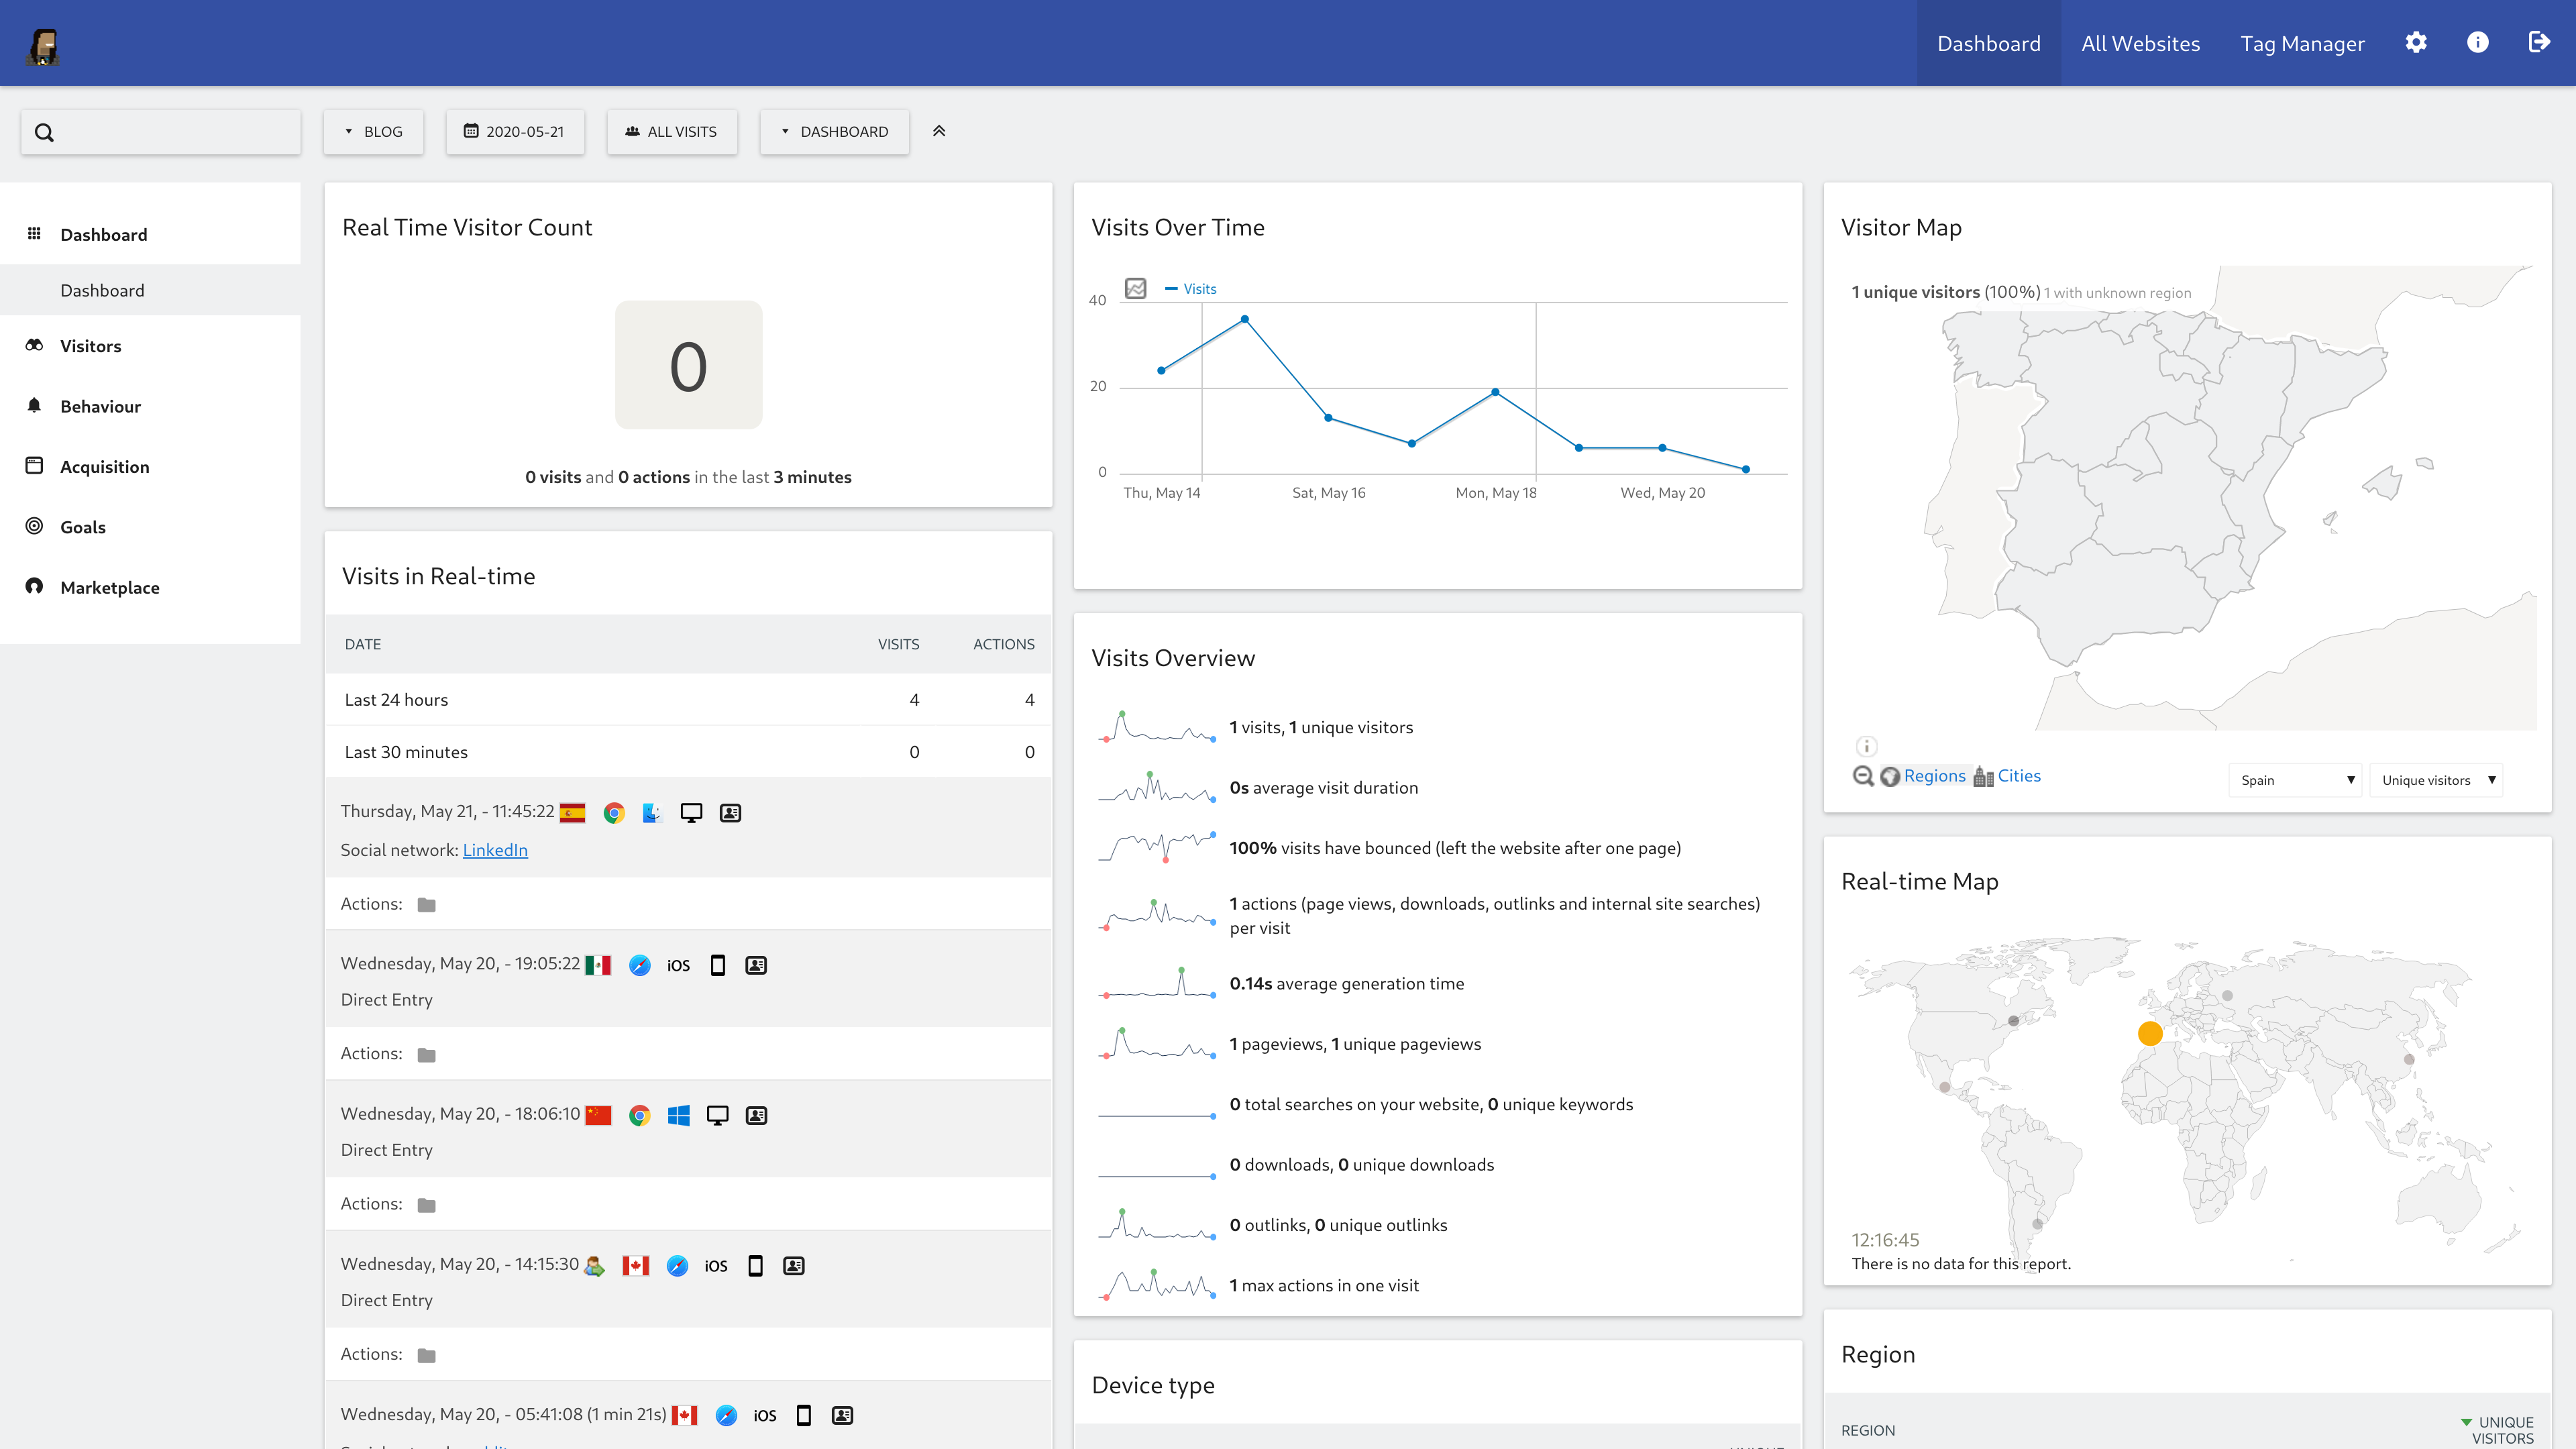 Dashboard
All Websites
Tag Manager
BLOG
2020-05-21
ALL VISITS
DASHBOARD
Dashboard
Dashboard
Visitors
Behaviour
Acquisition
Goals
Marketplace
Real Time Visitor Count
0
0 visits and 0 actions in the last 3 minutes
Visits in Real-time
DATE VISITS ACTIONS
Last 24 hours 4 4
Last 30 minutes 0 0
Thursday, May 21, - 11:45:22
Social network: LinkedIn
Actions:
Wednesday, May 20, - 19:05:22 iOS
Direct Entry
Actions:
Wednesday, May 20, - 18:06:10
Direct Entry
Actions:
Wednesday, May 20, - 14:15:30 iOS
Direct Entry
Actions:
Wednesday, May 20, - 05:41:08 (1 min 21s) iOS
Visits Over Time
Visits
40
20
0
Thu, May 14 Sat, May 16 Mon, May 18 Wed, May 20
Visits Overview
1 visits, 1 unique visitors
0s average visit duration
100% visits have bounced (left the website after one page)
1 actions (page views, downloads, outlinks and internal site searches)
per visit
0.14s average generation time
1 pageviews, 1 unique pageviews
0 total searches on your website, 0 unique keywords
0 downloads, 0 unique downloads
0 outlinks, 0 unique outlinks
1 max actions in one visit
Device type
Visitor Map
1 unique visitors (100%) 1 with unknown region
Regions Cities
Spain
Unique visitors
Real-time Map
12:16:45
There is no data for this report.
Region
REGION
UNIQUE
VISITORS